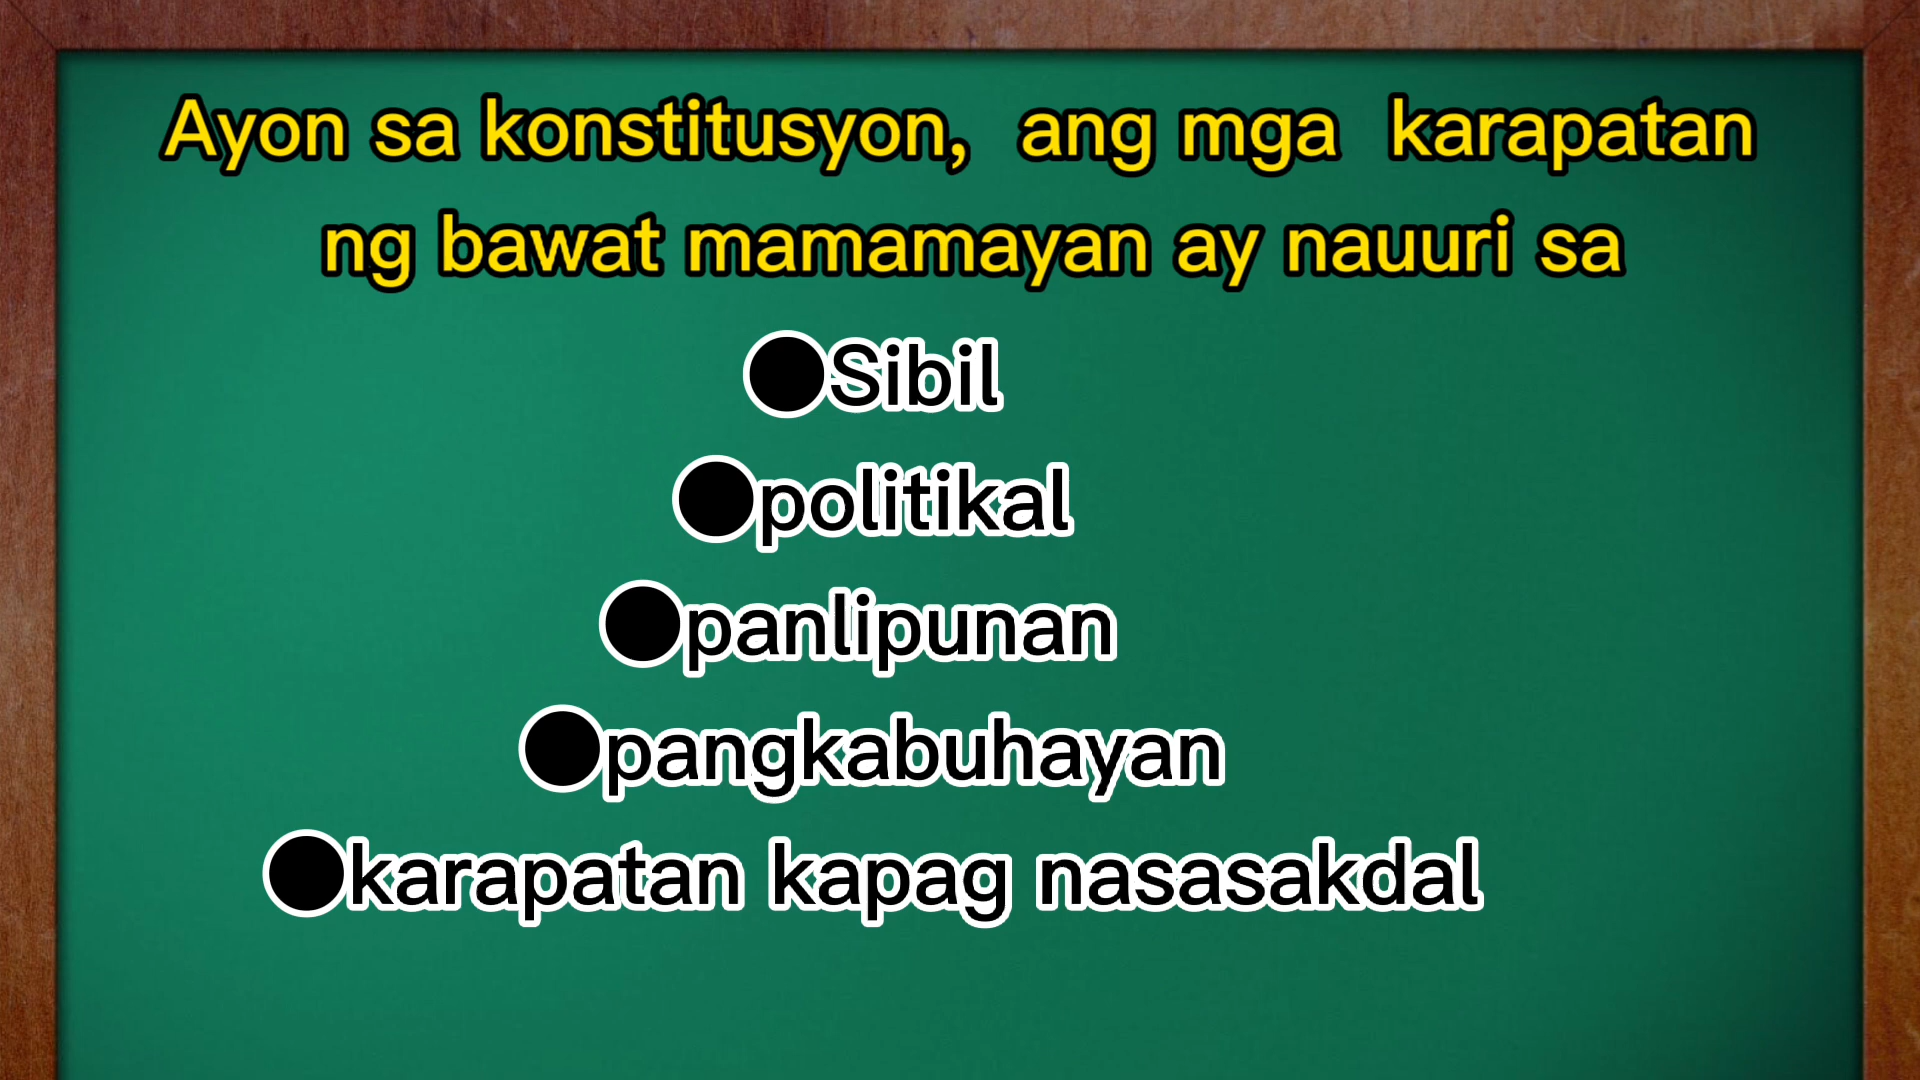 Ayon sa konstitusyon, ang mga karapatan
ng bawat mamamayan ay nauuri sa
●Sibil
●politikal
●panlipunan
●pangkabuhayan
●karapatan kapag nasasakdal